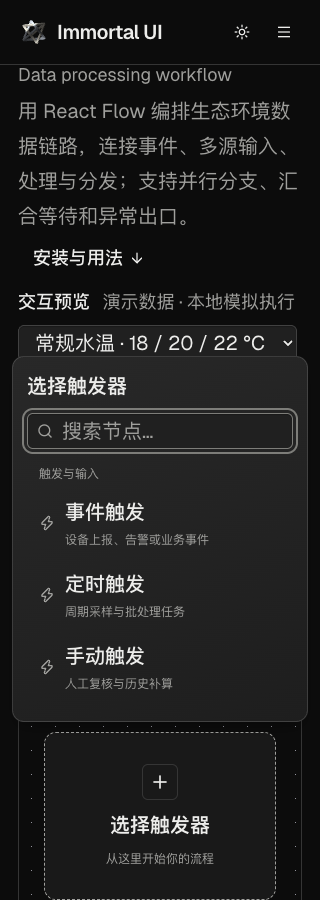 Immortal UI
Data processing workflow
用 React Flow 编排生态环境数
据链路，连接事件、多源输入、
处理与分发；支持并行分支、汇
合等待和异常出口。
安装与用法 ↓
交互预览 演示数据 · 本地模拟执行
常规水温 · 18 / 20 / 22 °C
选择触发器
搜索节点...
触发与输入
事件触发
设备上报、告警或业务事件
定时触发
周期采样与批处理任务
手动触发
人工复核与历史补算
选择触发器
从这里开始你的流程